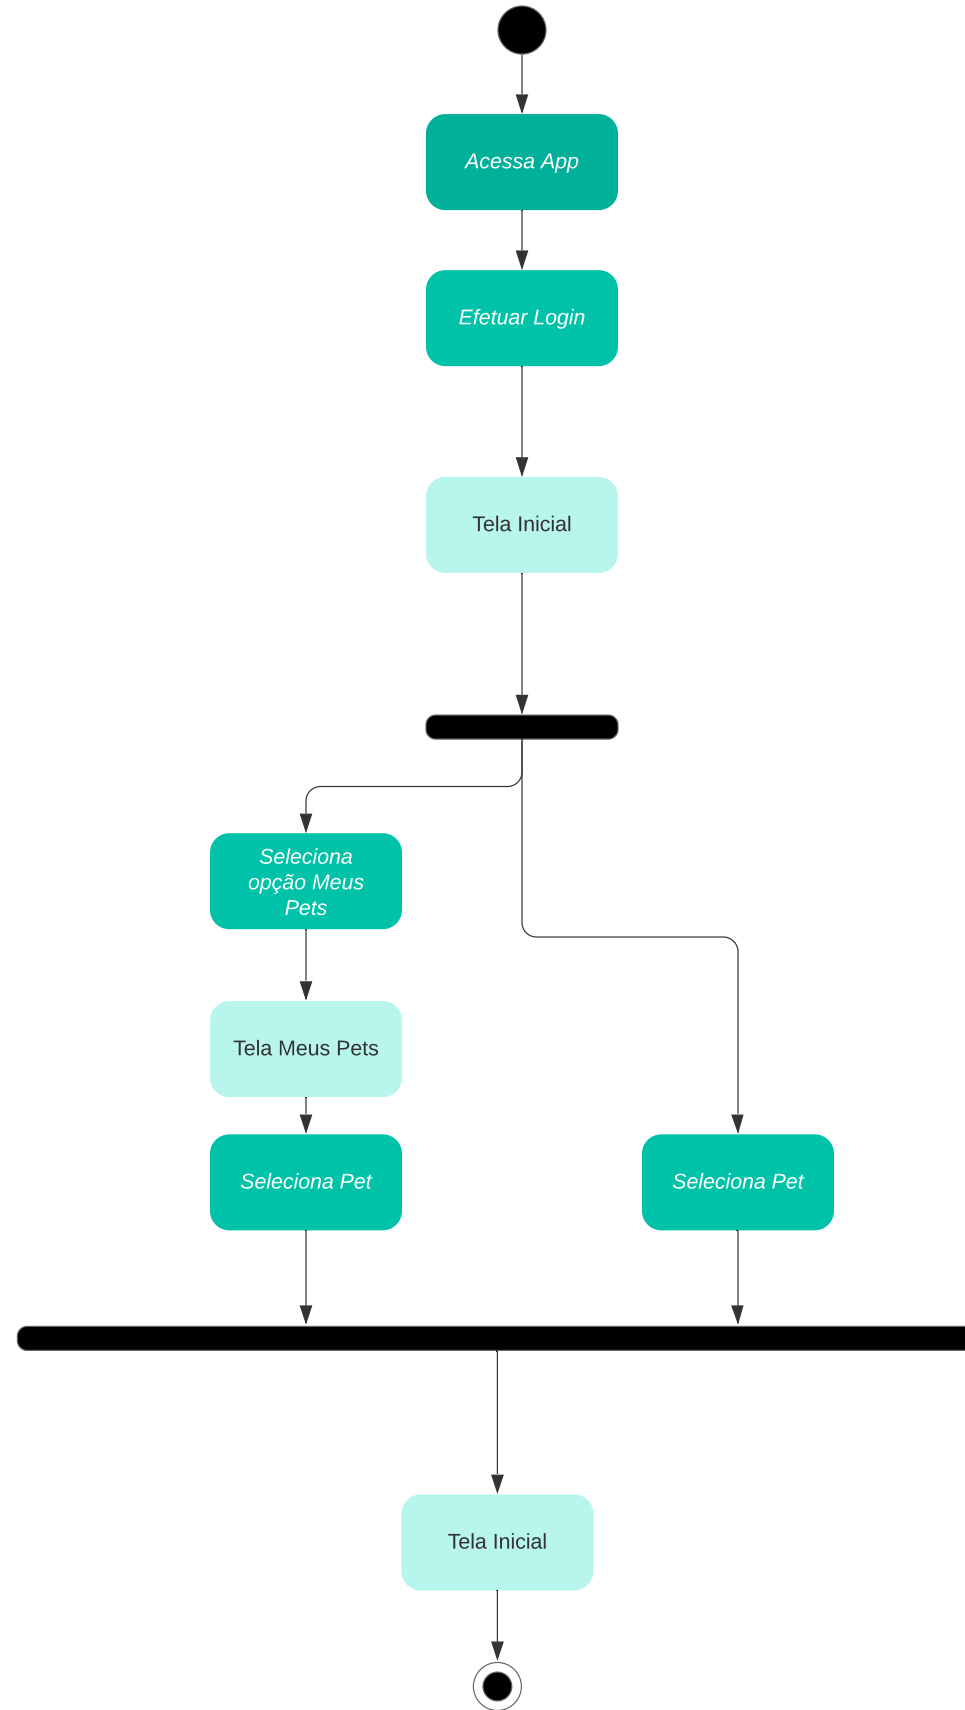 Acessa App
Efetuar Login
Tela Inicial
Seleciona
opção Meus
Pets
Tela Meus Pets
Seleciona Pet
Seleciona Pet
Tela Inicial